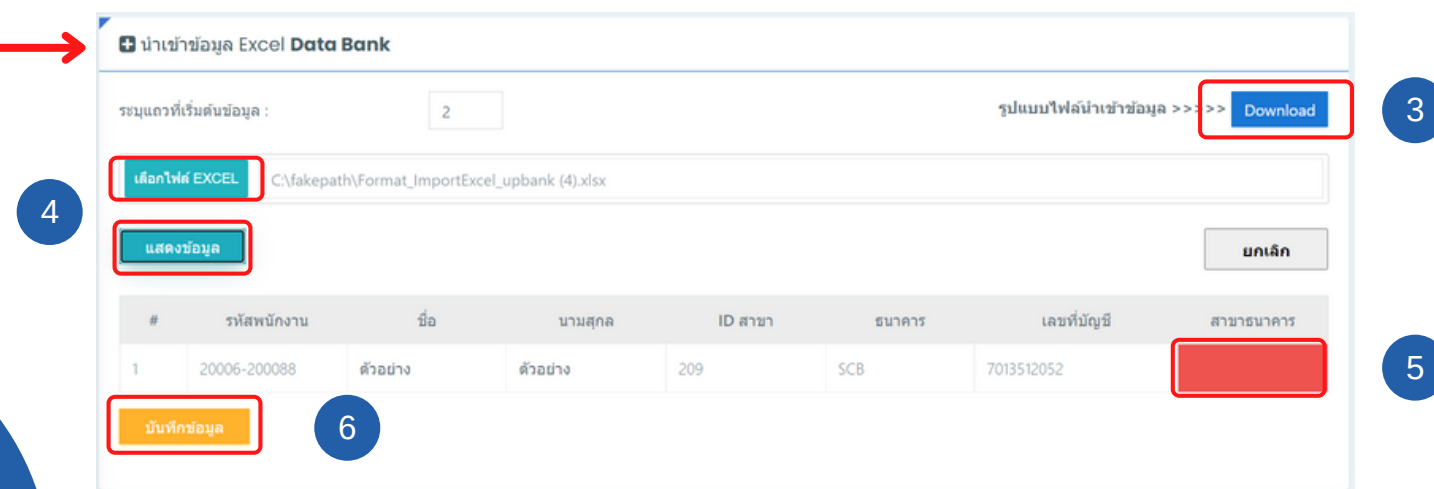 นำเข้าข้อมูล Excel Data Bank
ระบุแถวที่เริ่มต้นข้อมูล : 2 รูปแบบไฟล์นำเข้าข้อมูล >>>>> Download 3
เลือกไฟล์ EXCEL C:\fakepath\Format_ImportExcel_upbank (4).xlsx
4
แสดงข้อมูล ยกเลิก
# รหัสพนักงาน ชื่อ นามสกุล ID สาขา ธนาคาร เลขที่บัญชี สาขาธนาคาร
1 20006-200088 ตัวอย่าง ตัวอย่าง 209 SCB 7013512052 5
บันทึกข้อมูล 6